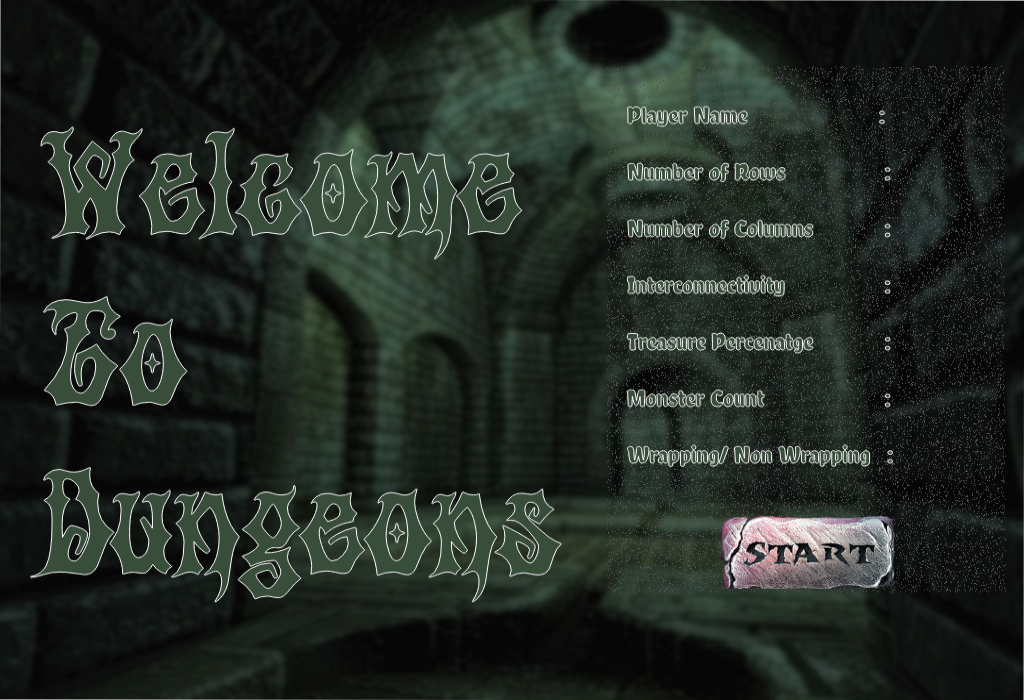 Welcome
To
Dungeons
Player Name :
Number of Rows :
Number of Columns :
Interconnectivity :
Treasure Percenatge :
Monster Count :
Wrapping/ Non Wrapping :
START